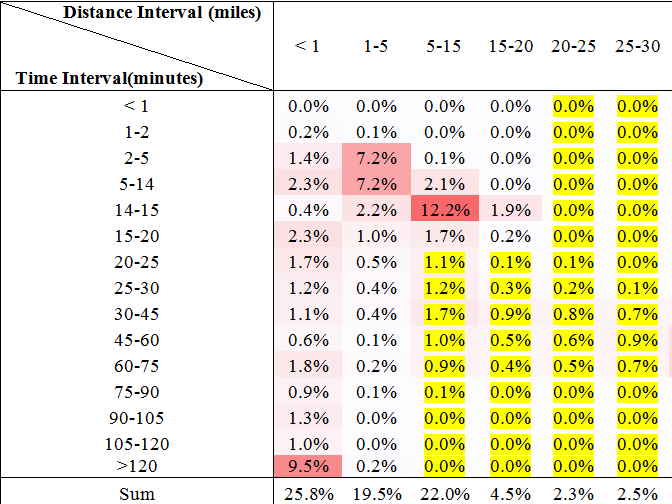 Distance Interval (miles)
< 1 1-5 5-15 15-20 20-25 25-30
Time Interval(minutes)
< 1 0.0% 0.0% 0.0% 0.0% 0.0% 0.0%
1-2 0.2% 0.1% 0.0% 0.0% 0.0% 0.0%
2-5 1.4% 7.2% 0.1% 0.0% 0.0% 0.0%
5-14 2.3% 7.2% 2.1% 0.0% 0.0% 0.0%
14-15 0.4% 2.2% 12.2% 1.9% 0.0% 0.0%
15-20 2.3% 1.0% 1.7% 0.2% 0.0% 0.0%
20-25 1.7% 0.5% 1.1% 0.1% 0.1% 0.0%
25-30 1.2% 0.4% 1.2% 0.3% 0.2% 0.1%
30-45 1.1% 0.4% 1.7% 0.9% 0.8% 0.7%
45-60 0.6% 0.1% 1.0% 0.5% 0.6% 0.9%
60-75 1.8% 0.2% 0.9% 0.4% 0.5% 0.7%
75-90 0.9% 0.1% 0.1% 0.0% 0.0% 0.0%
90-105 1.3% 0.0% 0.0% 0.0% 0.0% 0.0%
105-120 1.0% 0.0% 0.0% 0.0% 0.0% 0.0%
>120 9.5% 0.2% 0.0% 0.0% 0.0% 0.0%
Sum 25.8% 19.5% 22.0% 4.5% 2.3% 2.5%